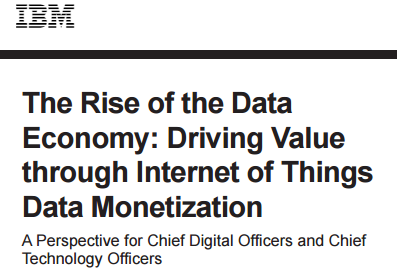 IBM
The Rise of the Data
Economy: Driving Value
through Internet of Things
Data Monetization
A Perspective for Chief Digital Officers and Chief
Technology Officers